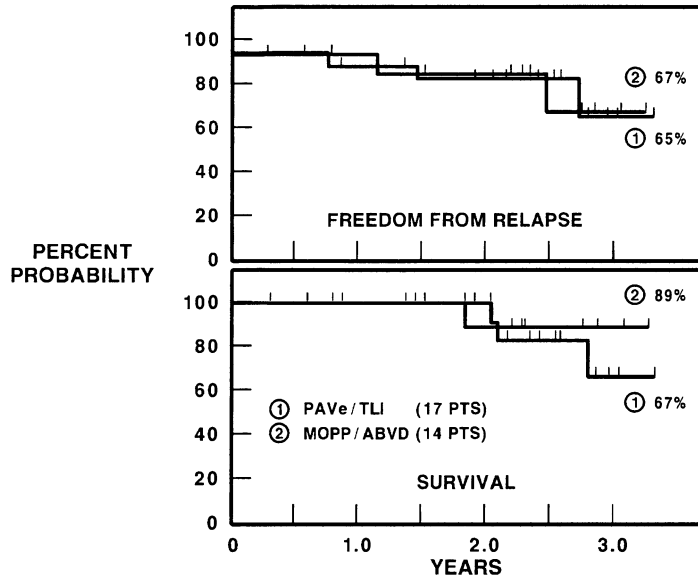 100
80
60
40
20
0
② 67%
① 65%
FREEDOM FROM RELAPSE
PERCENT
PROBABILITY
100
80
60
40
20
0
② 89%
① 67%
① PAVe/TLI (17 PTS)
② MOPP/ABVD (14 PTS)
SURVIVAL
0 1.0 2.0 3.0
YEARS